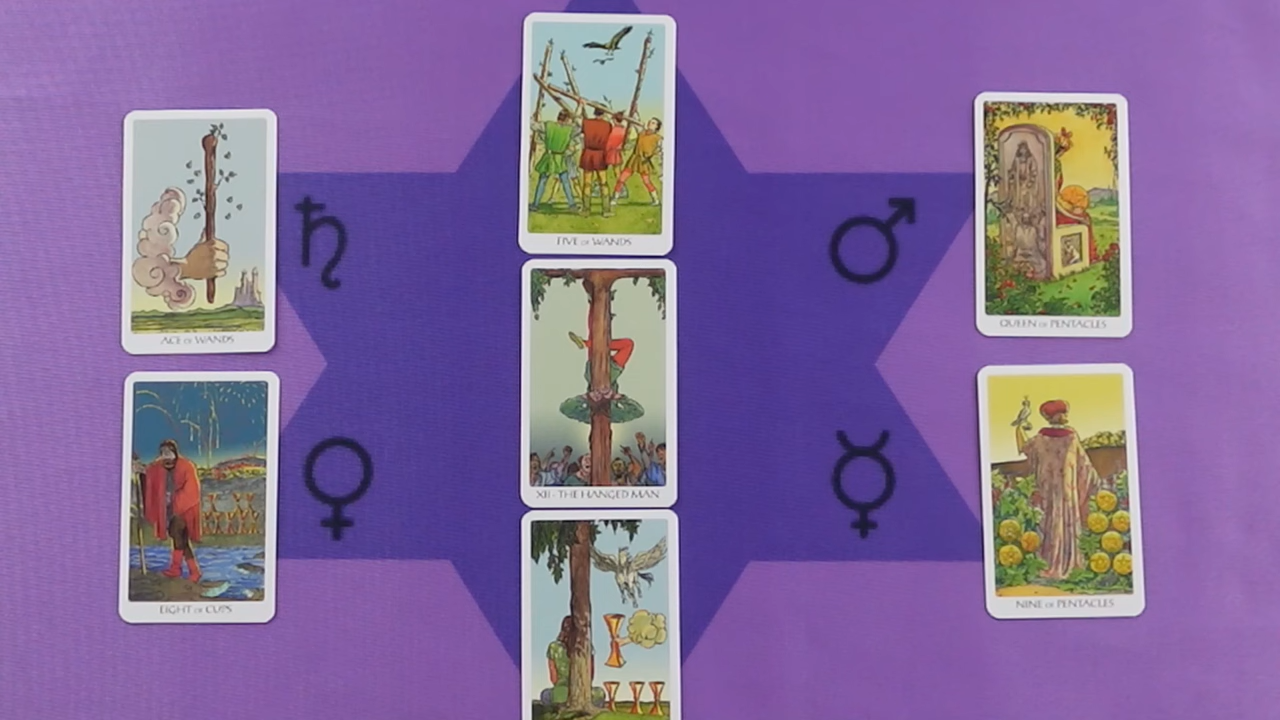 FIVE OF WANDS
ACE OF WANDS
QUEEN OF PENTACLES
XII - THE HANGED MAN
EIGHT OF CUPS
NINE OF PENTACLES